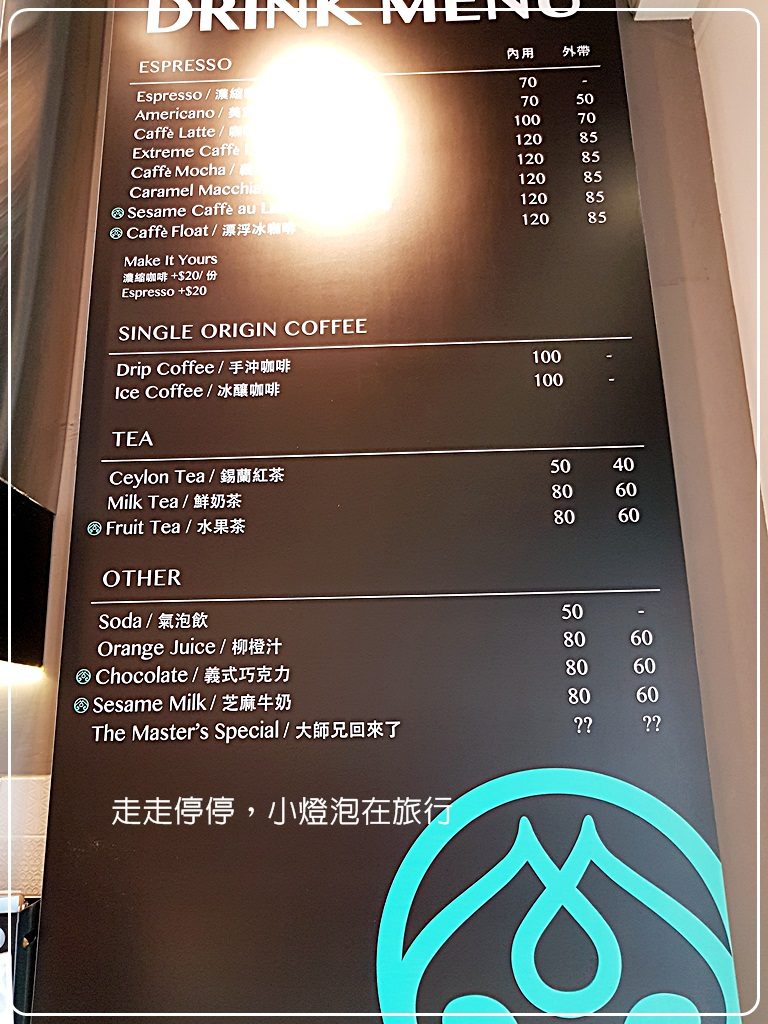 DRINK MENU
ESPRESSO 內用 外帶
Espresso / 70 -
Americano / 70 50
Caffè Latte / 100 70
Extreme Caffè 120 85
Caffè Mocha / 120 85
Caramel 120 85
Sesame Caffè au 120 85
Caffè Float / 漂浮冰咖啡 120 85
Make It Yours
濃縮咖啡 +$20/ 份
Espresso +$20
SINGLE ORIGIN COFFEE
Drip Coffee / 手沖咖啡 100 -
Ice Coffee / 冰釀咖啡 100 -
TEA
Ceylon Tea / 錫蘭紅茶 50 40
Milk Tea / 鮮奶茶 80 60
Fruit Tea / 水果茶 80 60
OTHER
Soda / 氣泡飲 50 -
Orange Juice / 柳橙汁 80 60
Chocolate / 義式巧克力 80 60
Sesame Milk / 芝麻牛奶 80 60
The Master's Special / 大師兄回來了 ?? ??
走走停停，小燈泡在旅行